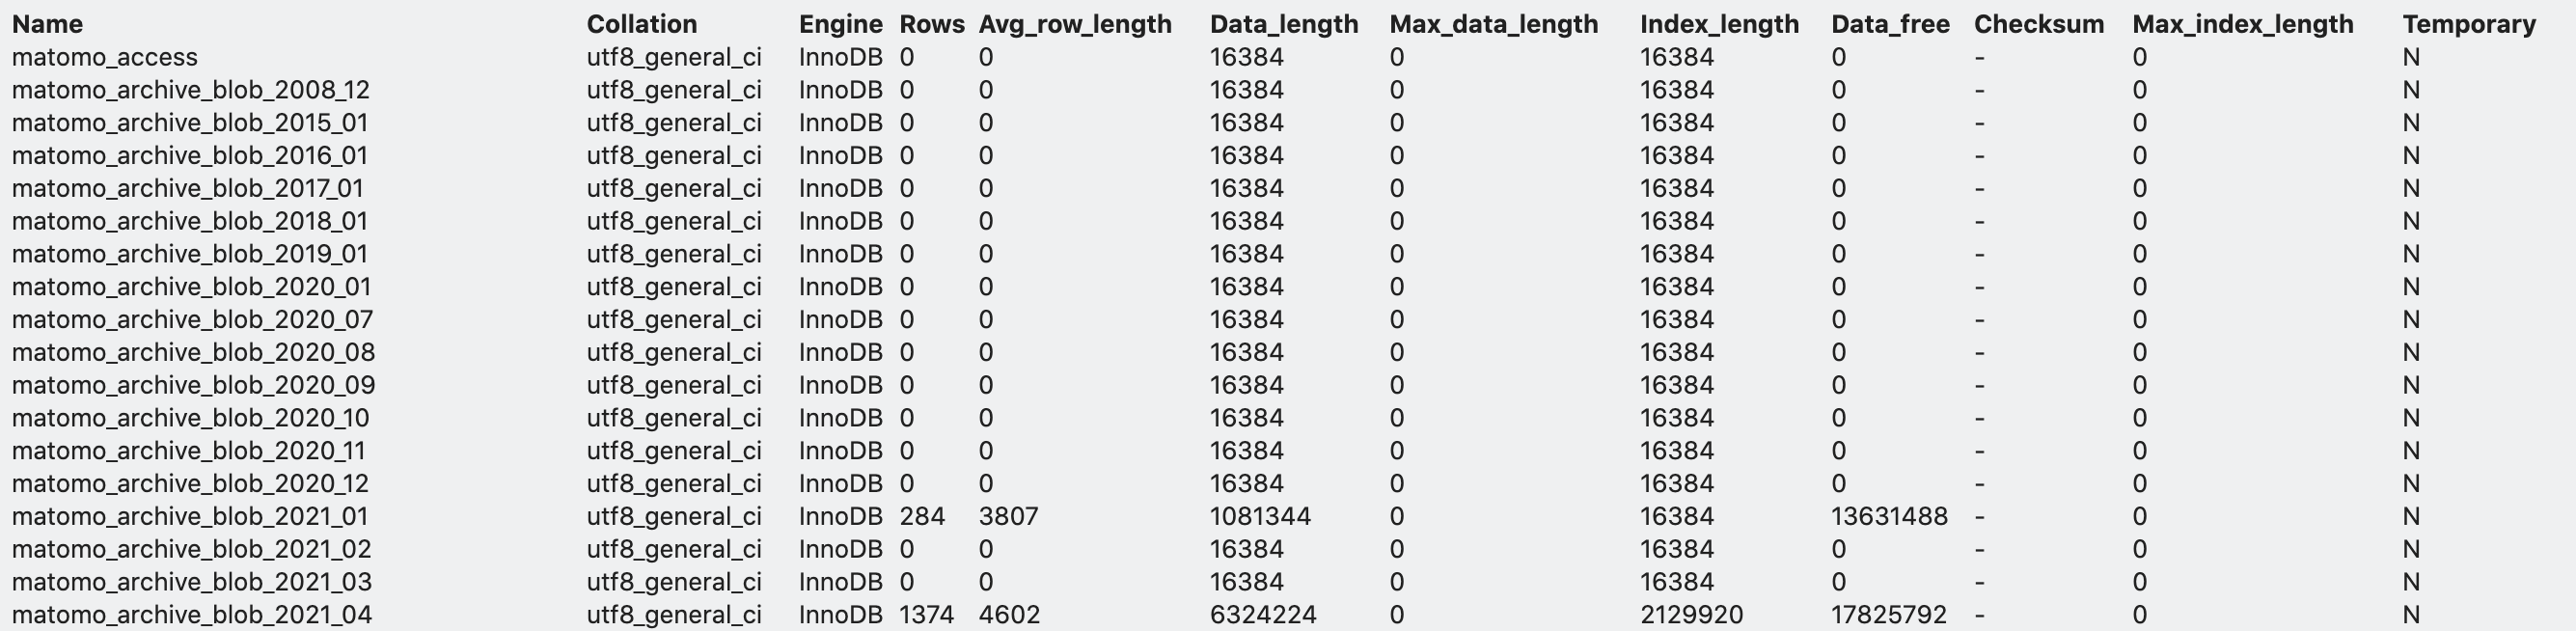 Name Collation Engine Rows Avg_row_length Data_length Max_data_length Index_length Data_free Checksum Max_index_length Temporary
matomo_access utf8_general_ci InnoDB 0 0 16384 0 16384 0 - 0 N
matomo_archive_blob_2008_12 utf8_general_ci InnoDB 0 0 16384 0 16384 0 - 0 N
matomo_archive_blob_2015_01 utf8_general_ci InnoDB 0 0 16384 0 16384 0 - 0 N
matomo_archive_blob_2016_01 utf8_general_ci InnoDB 0 0 16384 0 16384 0 - 0 N
matomo_archive_blob_2017_01 utf8_general_ci InnoDB 0 0 16384 0 16384 0 - 0 N
matomo_archive_blob_2018_01 utf8_general_ci InnoDB 0 0 16384 0 16384 0 - 0 N
matomo_archive_blob_2019_01 utf8_general_ci InnoDB 0 0 16384 0 16384 0 - 0 N
matomo_archive_blob_2020_01 utf8_general_ci InnoDB 0 0 16384 0 16384 0 - 0 N
matomo_archive_blob_2020_07 utf8_general_ci InnoDB 0 0 16384 0 16384 0 - 0 N
matomo_archive_blob_2020_08 utf8_general_ci InnoDB 0 0 16384 0 16384 0 - 0 N
matomo_archive_blob_2020_09 utf8_general_ci InnoDB 0 0 16384 0 16384 0 - 0 N
matomo_archive_blob_2020_10 utf8_general_ci InnoDB 0 0 16384 0 16384 0 - 0 N
matomo_archive_blob_2020_11 utf8_general_ci InnoDB 0 0 16384 0 16384 0 - 0 N
matomo_archive_blob_2020_12 utf8_general_ci InnoDB 0 0 16384 0 16384 0 - 0 N
matomo_archive_blob_2021_01 utf8_general_ci InnoDB 284 3807 1081344 0 16384 13631488 - 0 N
matomo_archive_blob_2021_02 utf8_general_ci InnoDB 0 0 16384 0 16384 0 - 0 N
matomo_archive_blob_2021_03 utf8_general_ci InnoDB 0 0 16384 0 16384 0 - 0 N
matomo_archive_blob_2021_04 utf8_general_ci InnoDB 1374 4602 6324224 0 2129920 17825792 - 0 N